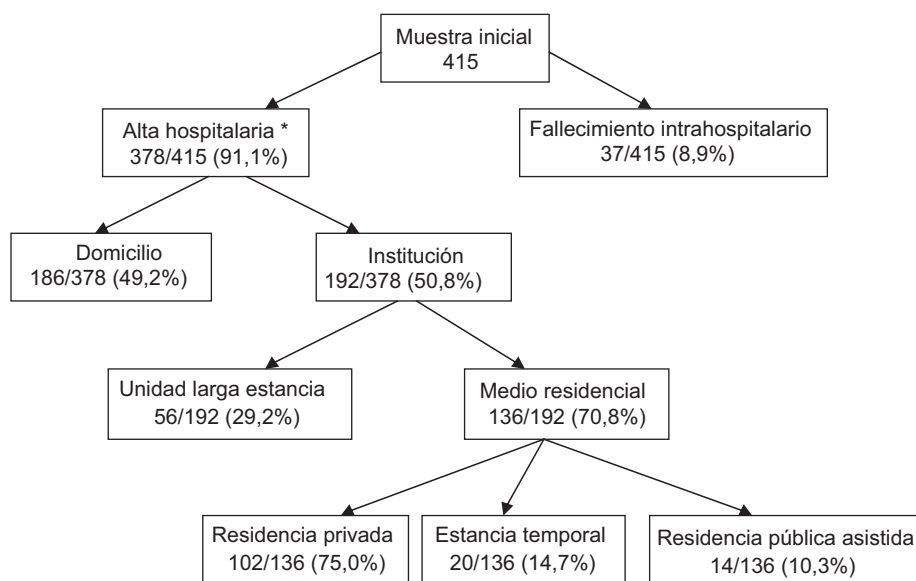 Muestra inicial
415
Alta hospitalaria *
378/415 (91,1%)
Fallecimiento intrahospitalario
37/415 (8,9%)
Domicilio
186/378 (49,2%)
Institución
192/378 (50,8%)
Unidad larga estancia
56/192 (29,2%)
Medio residencial
136/192 (70,8%)
Residencia privada
102/136 (75,0%)
Estancia temporal
20/136 (14,7%)
Residencia pública asistida
14/136 (10,3%)